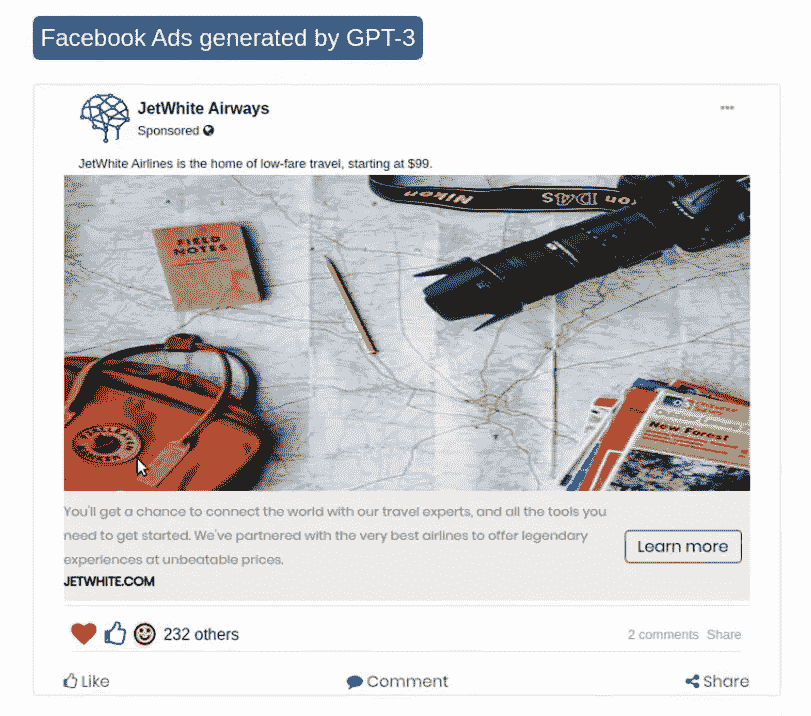 Facebook Ads generated by GPT-3
JetWhite Airways
Sponsored
JetWhite Airlines is the home of low-fare travel, starting at $99.
Nikon
on D4S
FIELD
NOTES
New Forest
You'll get a chance to connect the world with our travel experts, and all the tools you
need to get started. We've partnered with the very best airlines to offer legendary
experiences at unbeatable prices.
Learn more
JETWHITE.COM
232 others
2 comments Share
Like
Comment
Share